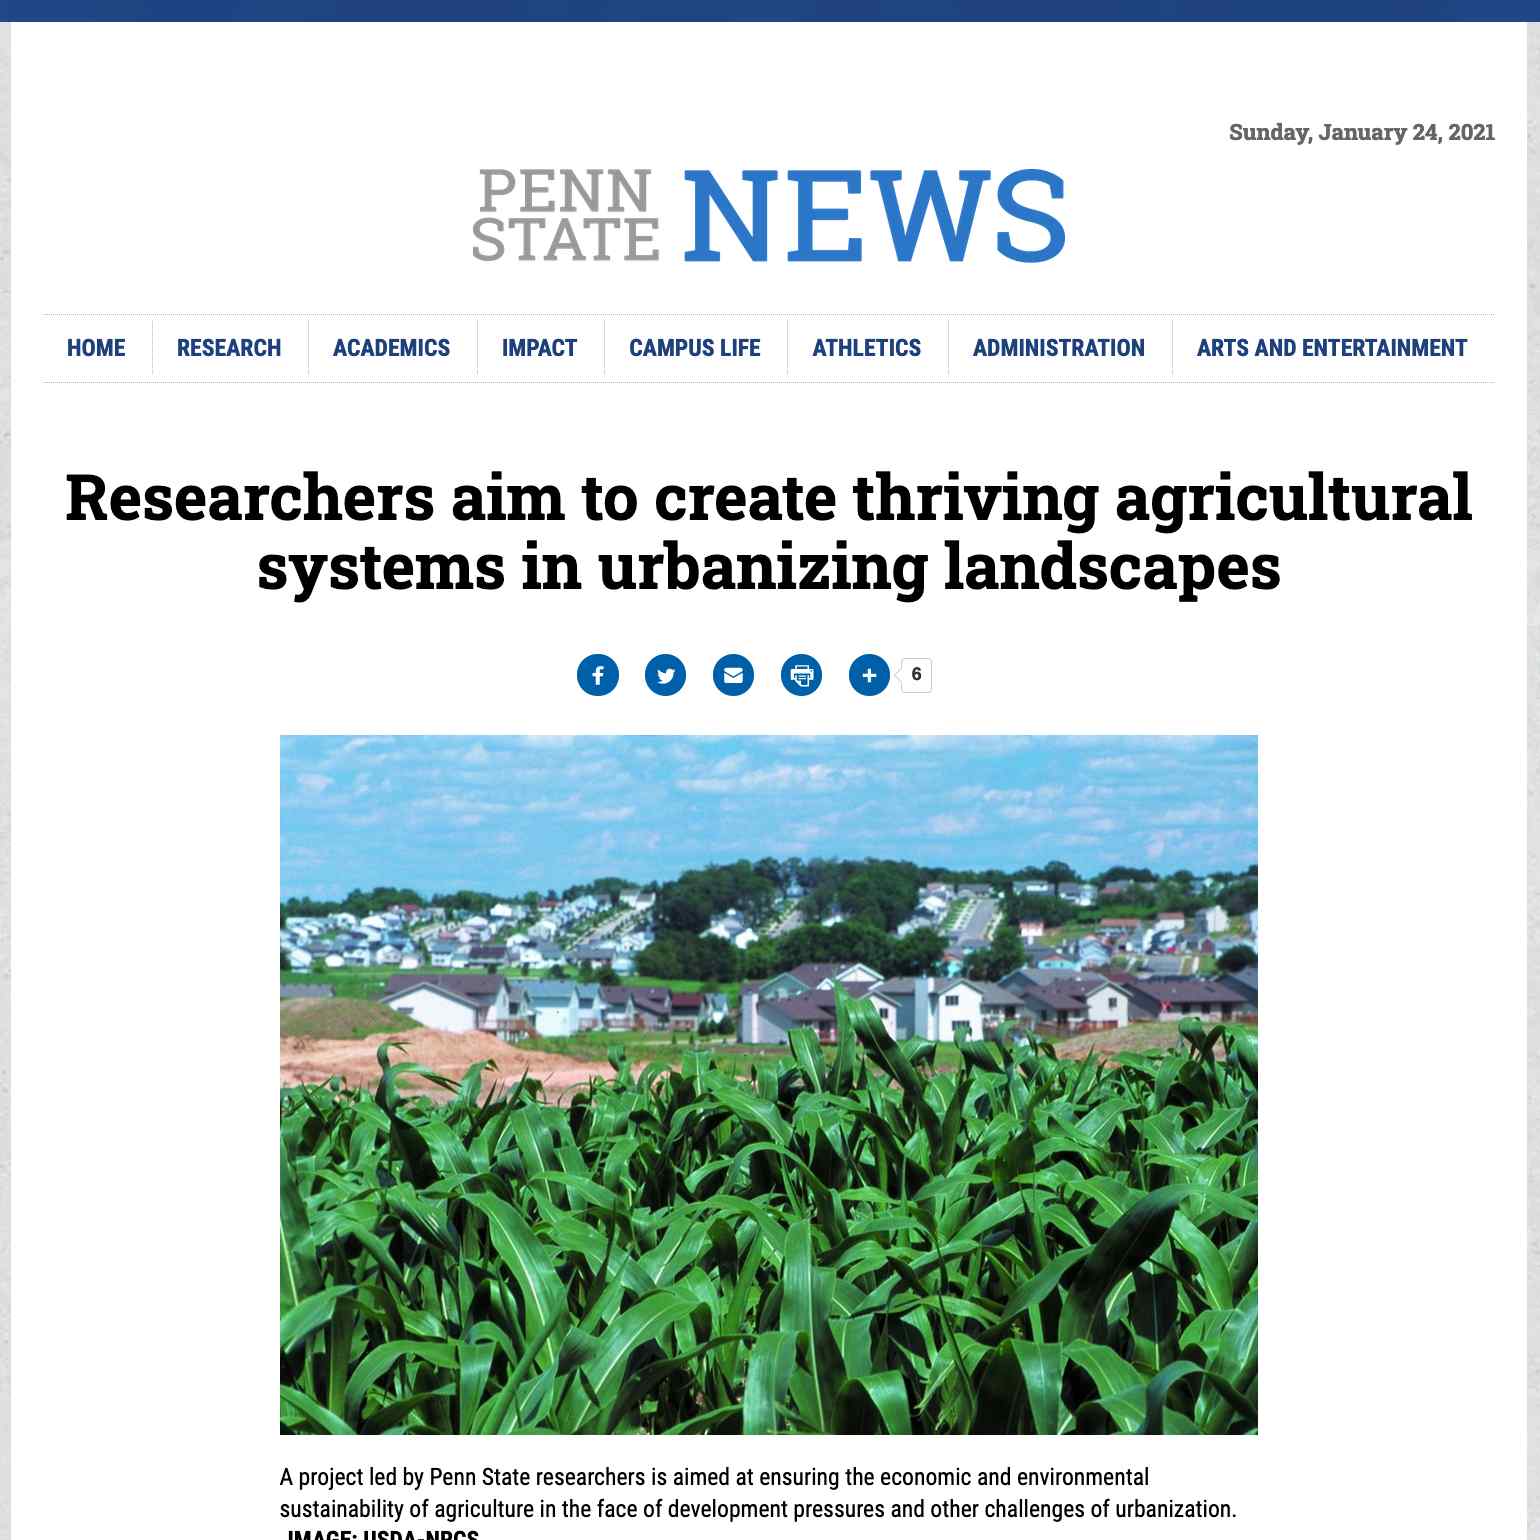 Sunday, January 24, 2021
PENN STATE NEWS
HOME RESEARCH ACADEMICS IMPACT CAMPUS LIFE ATHLETICS ADMINISTRATION ARTS AND ENTERTAINMENT
Researchers aim to create thriving agricultural
systems in urbanizing landscapes
6
A project led by Penn State researchers is aimed at ensuring the economic and environmental
sustainability of agriculture in the face of development pressures and other challenges of urbanization.
IMAGE: USDA-NRCS